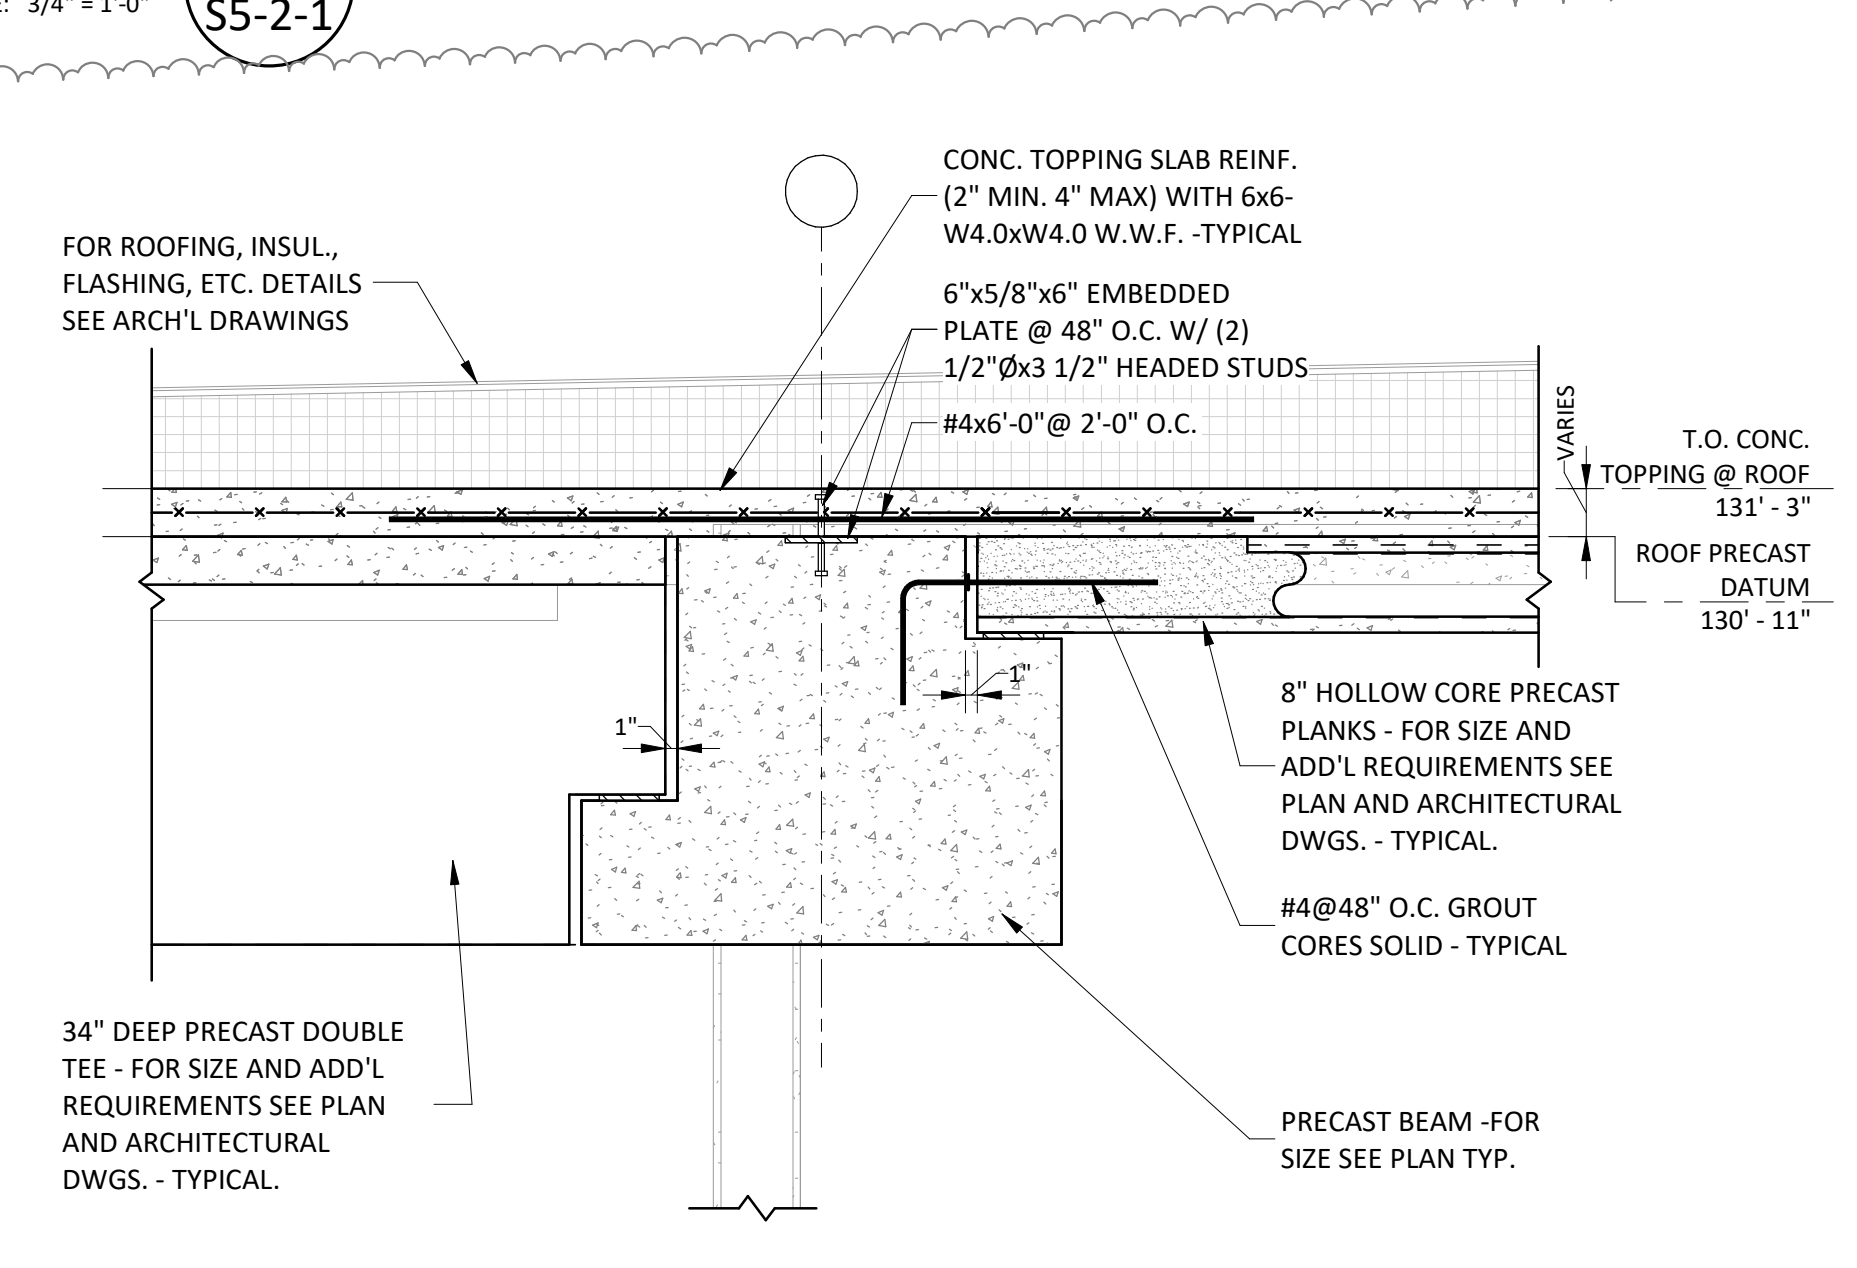 3/4" = 1'-0"
S5-2-1
CONC. TOPPING SLAB REINF.
(2" MIN. 4" MAX) WITH 6x6-
W4.0xW4.0 W.W.F. -TYPICAL
FOR ROOFING, INSUL.,
FLASHING, ETC. DETAILS
SEE ARCH'L DRAWINGS
6"x5/8"x6" EMBEDDED
PLATE @ 48" O.C. W/ (2)
1/2"Øx3 1/2" HEADED STUDS
#4x6'-0"@ 2'-0" O.C.
VARIES
T.O. CONC.
TOPPING @ ROOF
131' - 3"
ROOF PRECAST
DATUM
130' - 11"
1"
1"
8" HOLLOW CORE PRECAST
PLANKS - FOR SIZE AND
ADD'L REQUIREMENTS SEE
PLAN AND ARCHITECTURAL
DWGS. - TYPICAL.
#4@48" O.C. GROUT
CORES SOLID - TYPICAL
34" DEEP PRECAST DOUBLE
TEE - FOR SIZE AND ADD'L
REQUIREMENTS SEE PLAN
AND ARCHITECTURAL
DWGS. - TYPICAL.
PRECAST BEAM -FOR
SIZE SEE PLAN TYP.